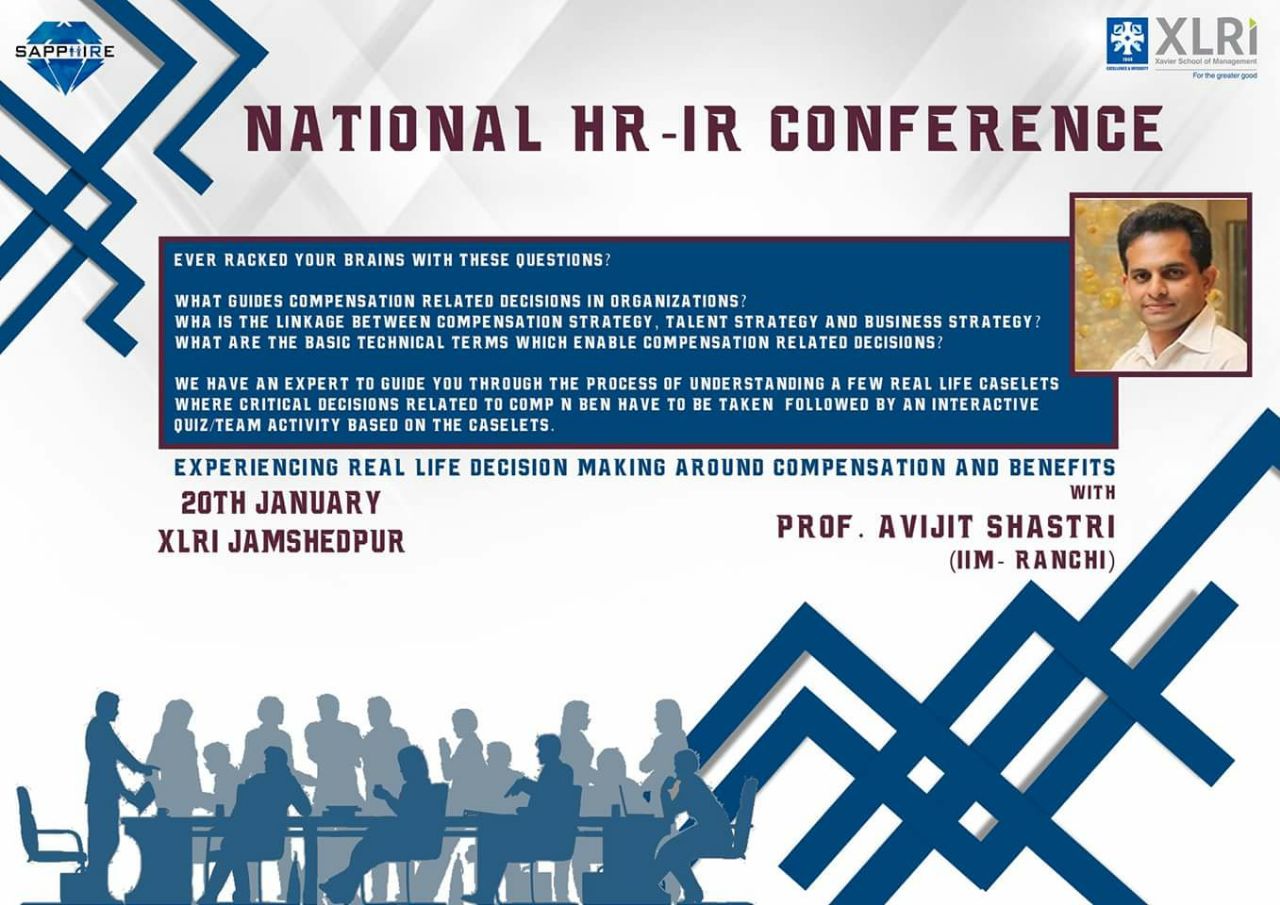 SAPPHIRE
XLRI
Xavier School of Management
For the greater good
1949
EXCELLENCE & INTEGRITY
NATIONAL HR-IR CONFERENCE
EVER RACKED YOUR BRAINS WITH THESE QUESTIONS?
WHAT GUIDES COMPENSATION RELATED DECISIONS IN ORGANIZATIONS?
WHA IS THE LINKAGE BETWEEN COMPENSATION STRATEGY, TALENT STRATEGY AND BUSINESS STRATEGY?
WHAT ARE THE BASIC TECHNICAL TERMS WHICH ENABLE COMPENSATION RELATED DECISIONS?
WE HAVE AN EXPERT TO GUIDE YOU THROUGH THE PROCESS OF UNDERSTANDING A FEW REAL LIFE CASELETS
WHERE CRITICAL DECISIONS RELATED TO COMP N BEN HAVE TO BE TAKEN FOLLOWED BY AN INTERACTIVE
QUIZ/TEAM ACTIVITY BASED ON THE CASELETS.
EXPERIENCING REAL LIFE DECISION MAKING AROUND COMPENSATION AND BENEFITS
WITH
20TH JANUARY
XLRI JAMSHEDPUR
PROF. AVIJIT SHASTRI
(IIM- RANCHI)